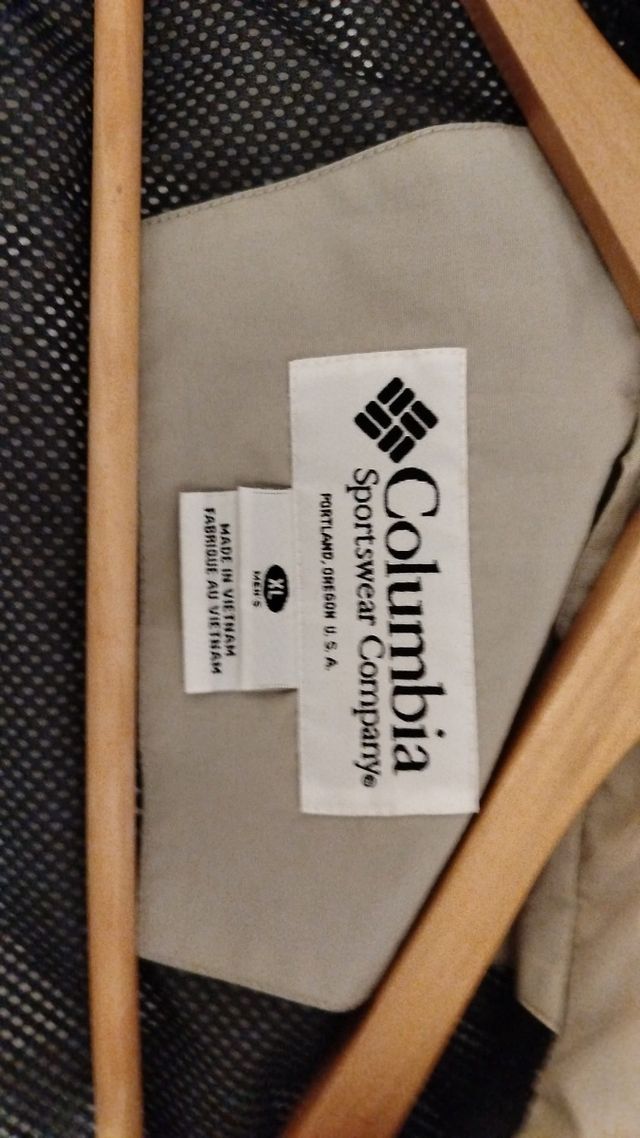 Columbia
Sportswear Company®
PORTLAND, OREGON U.S.A.
XL
MEN'S
MADE IN VIETNAM
FABRIQUE AU VIETNAM